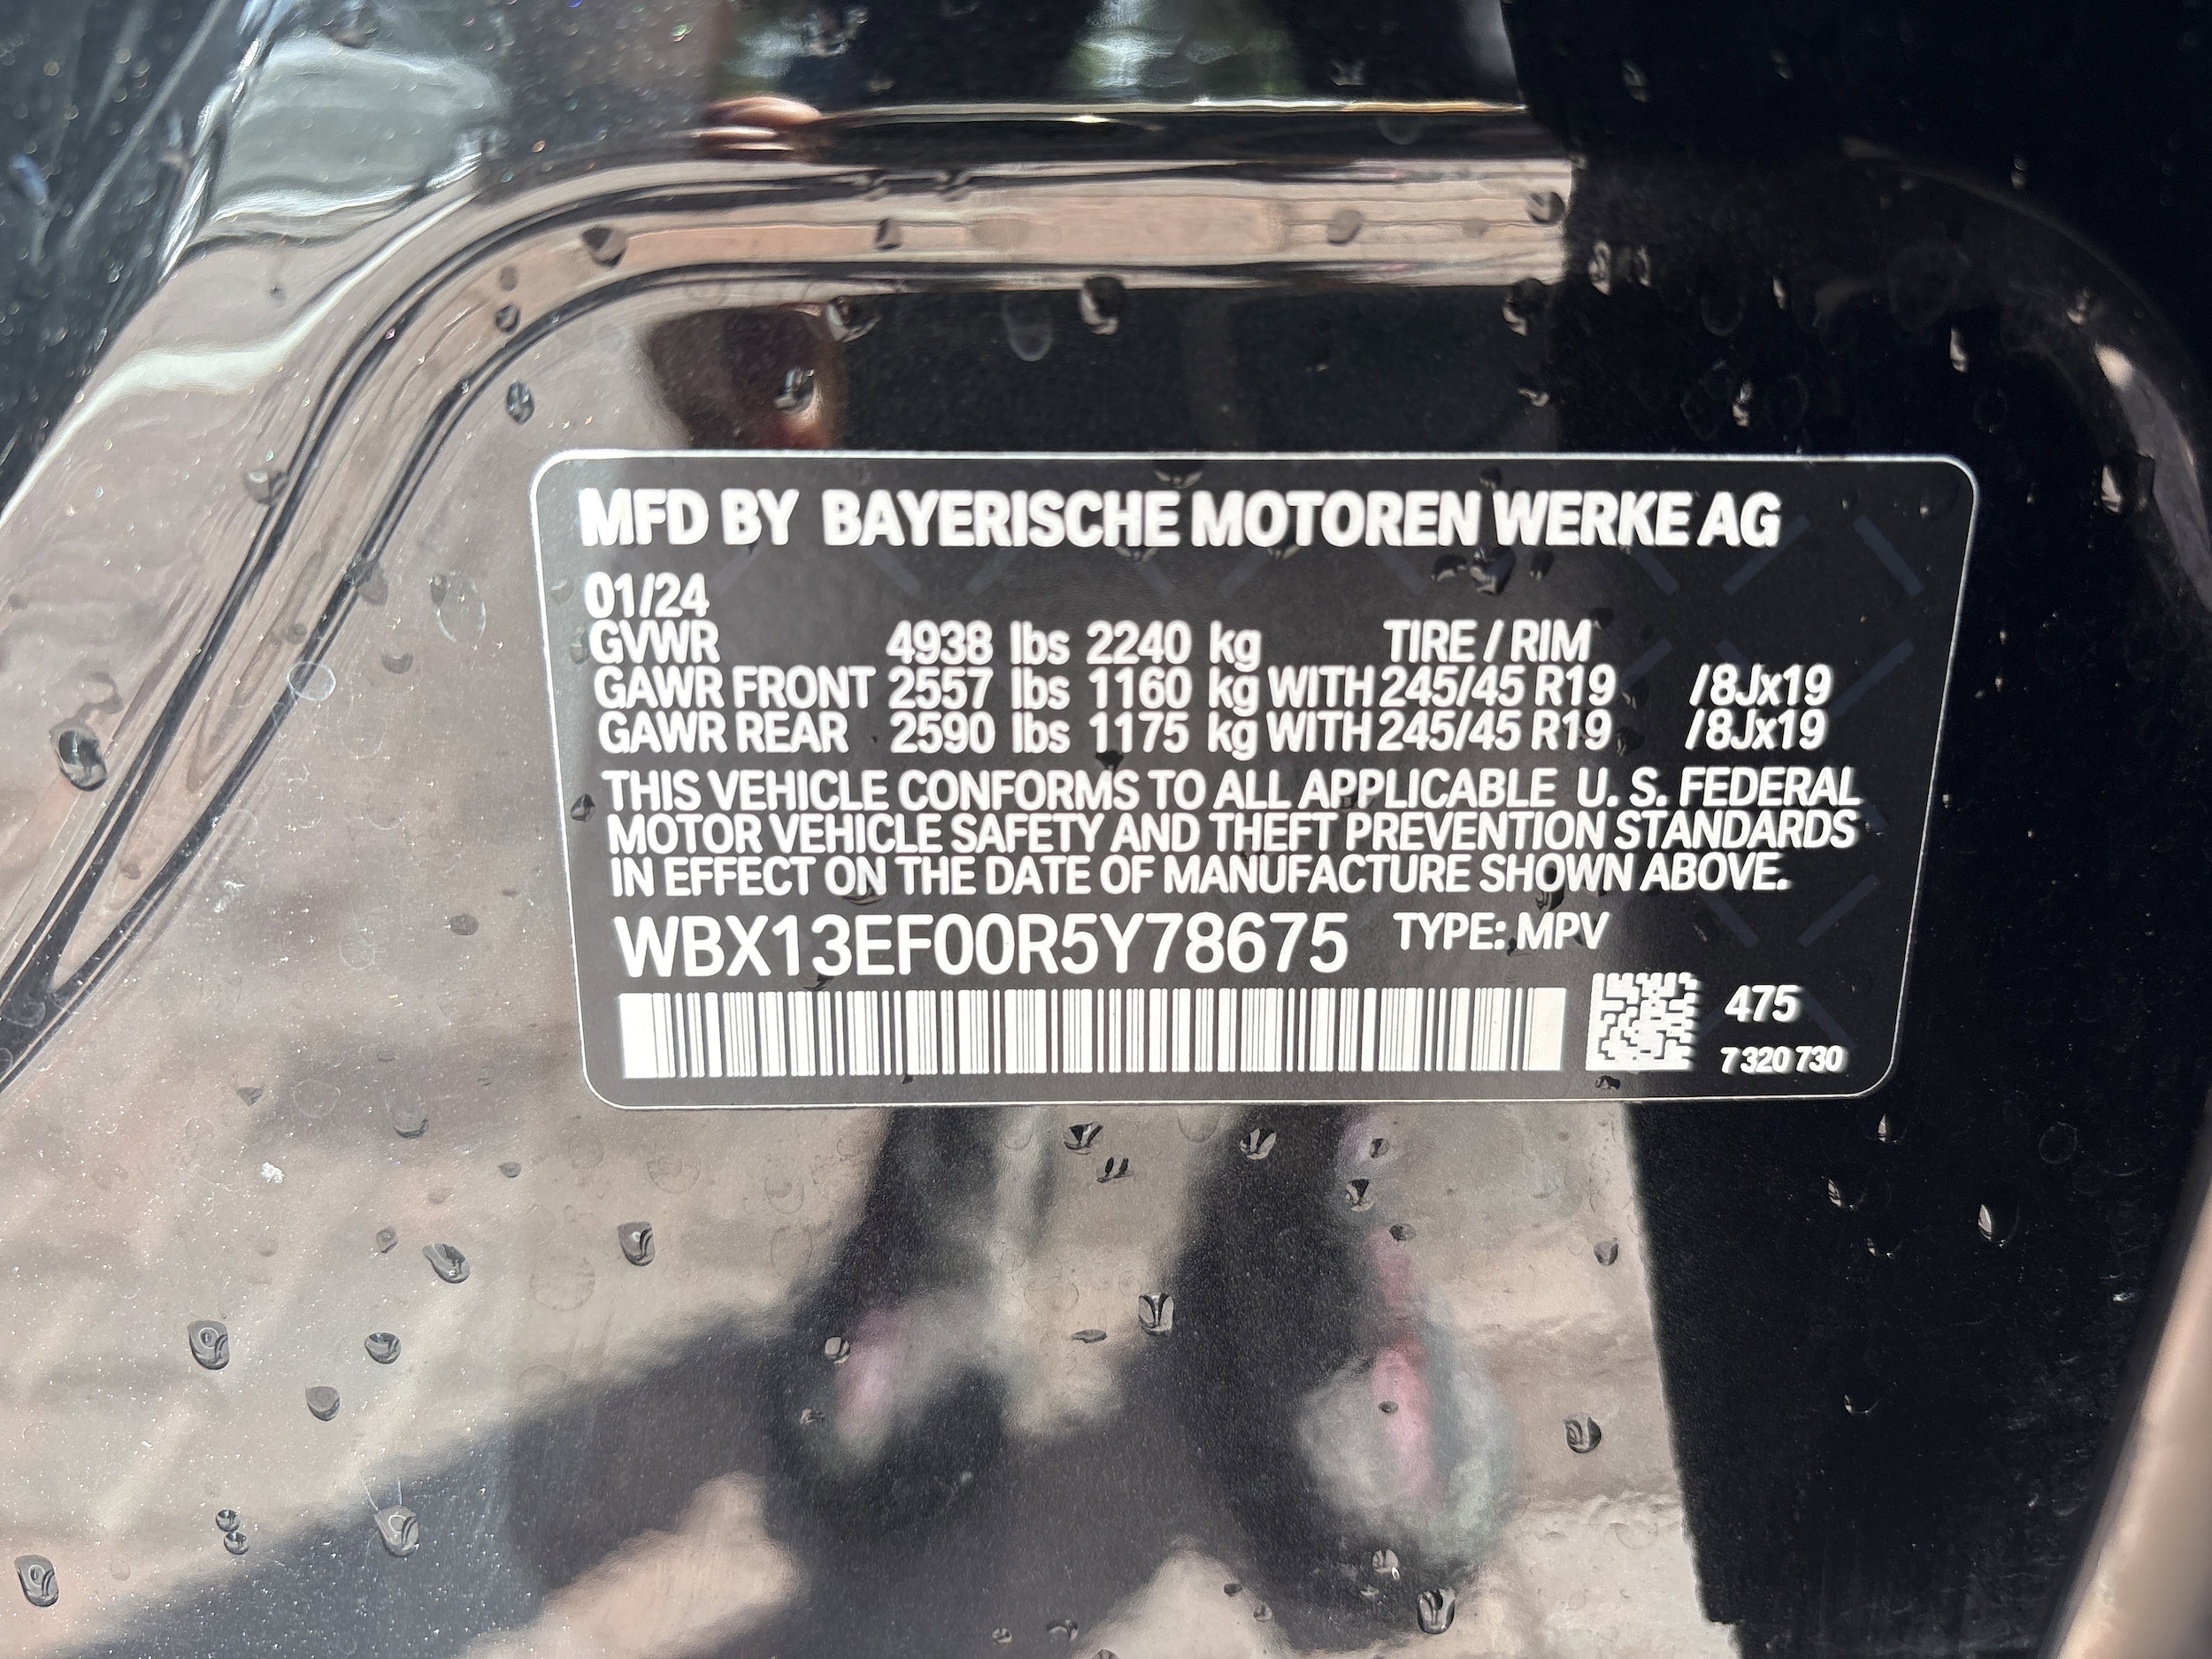 MFD BY BAYERISCHE MOTOREN WERKE AG
01/24
GVWR 4938 lbs 2240 kg TIRE / RIM
GAWR FRONT 2557 lbs 1160 kg WITH 245/45 R19 /8Jx19
GAWR REAR 2590 lbs 1175 kg WITH 245/45 R19 /8Jx19
THIS VEHICLE CONFORMS TO ALL APPLICABLE U. S. FEDERAL
MOTOR VEHICLE SAFETY AND THEFT PREVENTION STANDARDS
IN EFFECT ON THE DATE OF MANUFACTURE SHOWN ABOVE.
WBX13EF00R5Y78675 TYPE: MPV
475
7 320 730